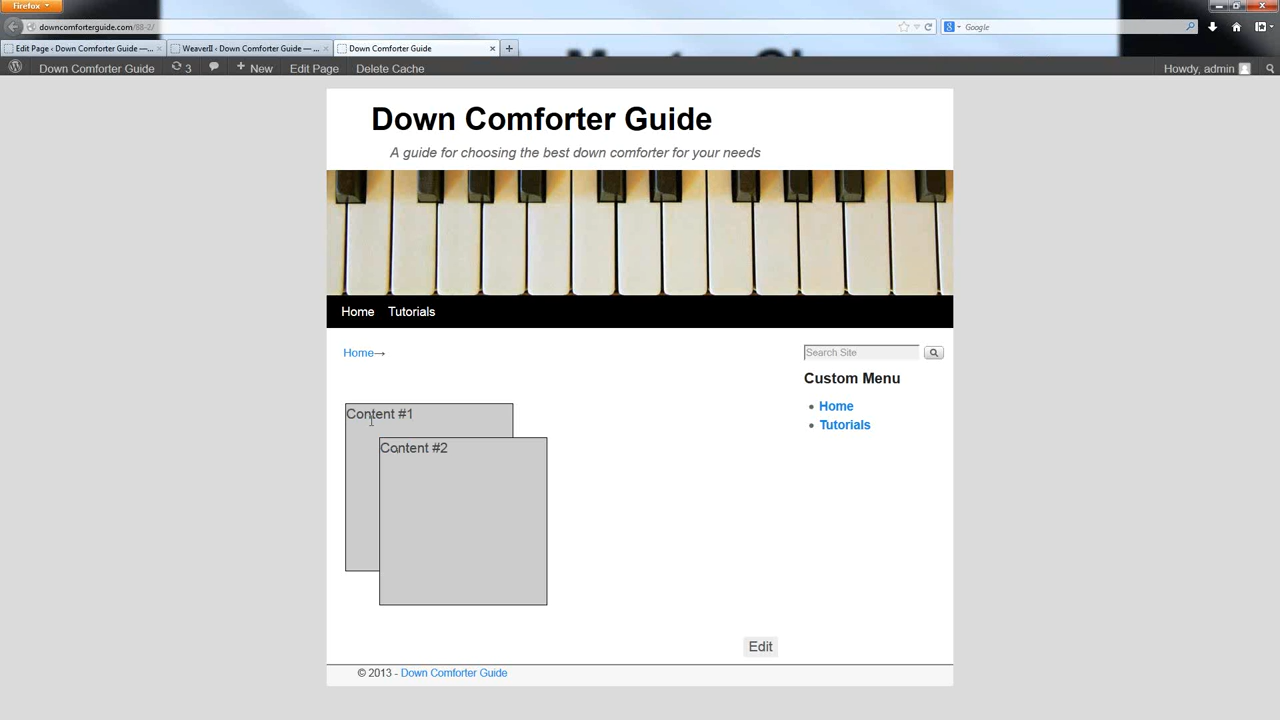 Firefox
downcomforterguide.com/88-2/
Google
Edit Page ‹ Down Comforter Guide —...
WeaverII ‹ Down Comforter Guide — ...
Down Comforter Guide
Down Comforter Guide
3
New
Edit Page
Delete Cache
Howdy, admin
Down Comforter Guide
A guide for choosing the best down comforter for your needs
Home
Tutorials
Home→
Search Site
Custom Menu
Home
Tutorials
Content #1
Content #2
Edit
© 2013 - Down Comforter Guide